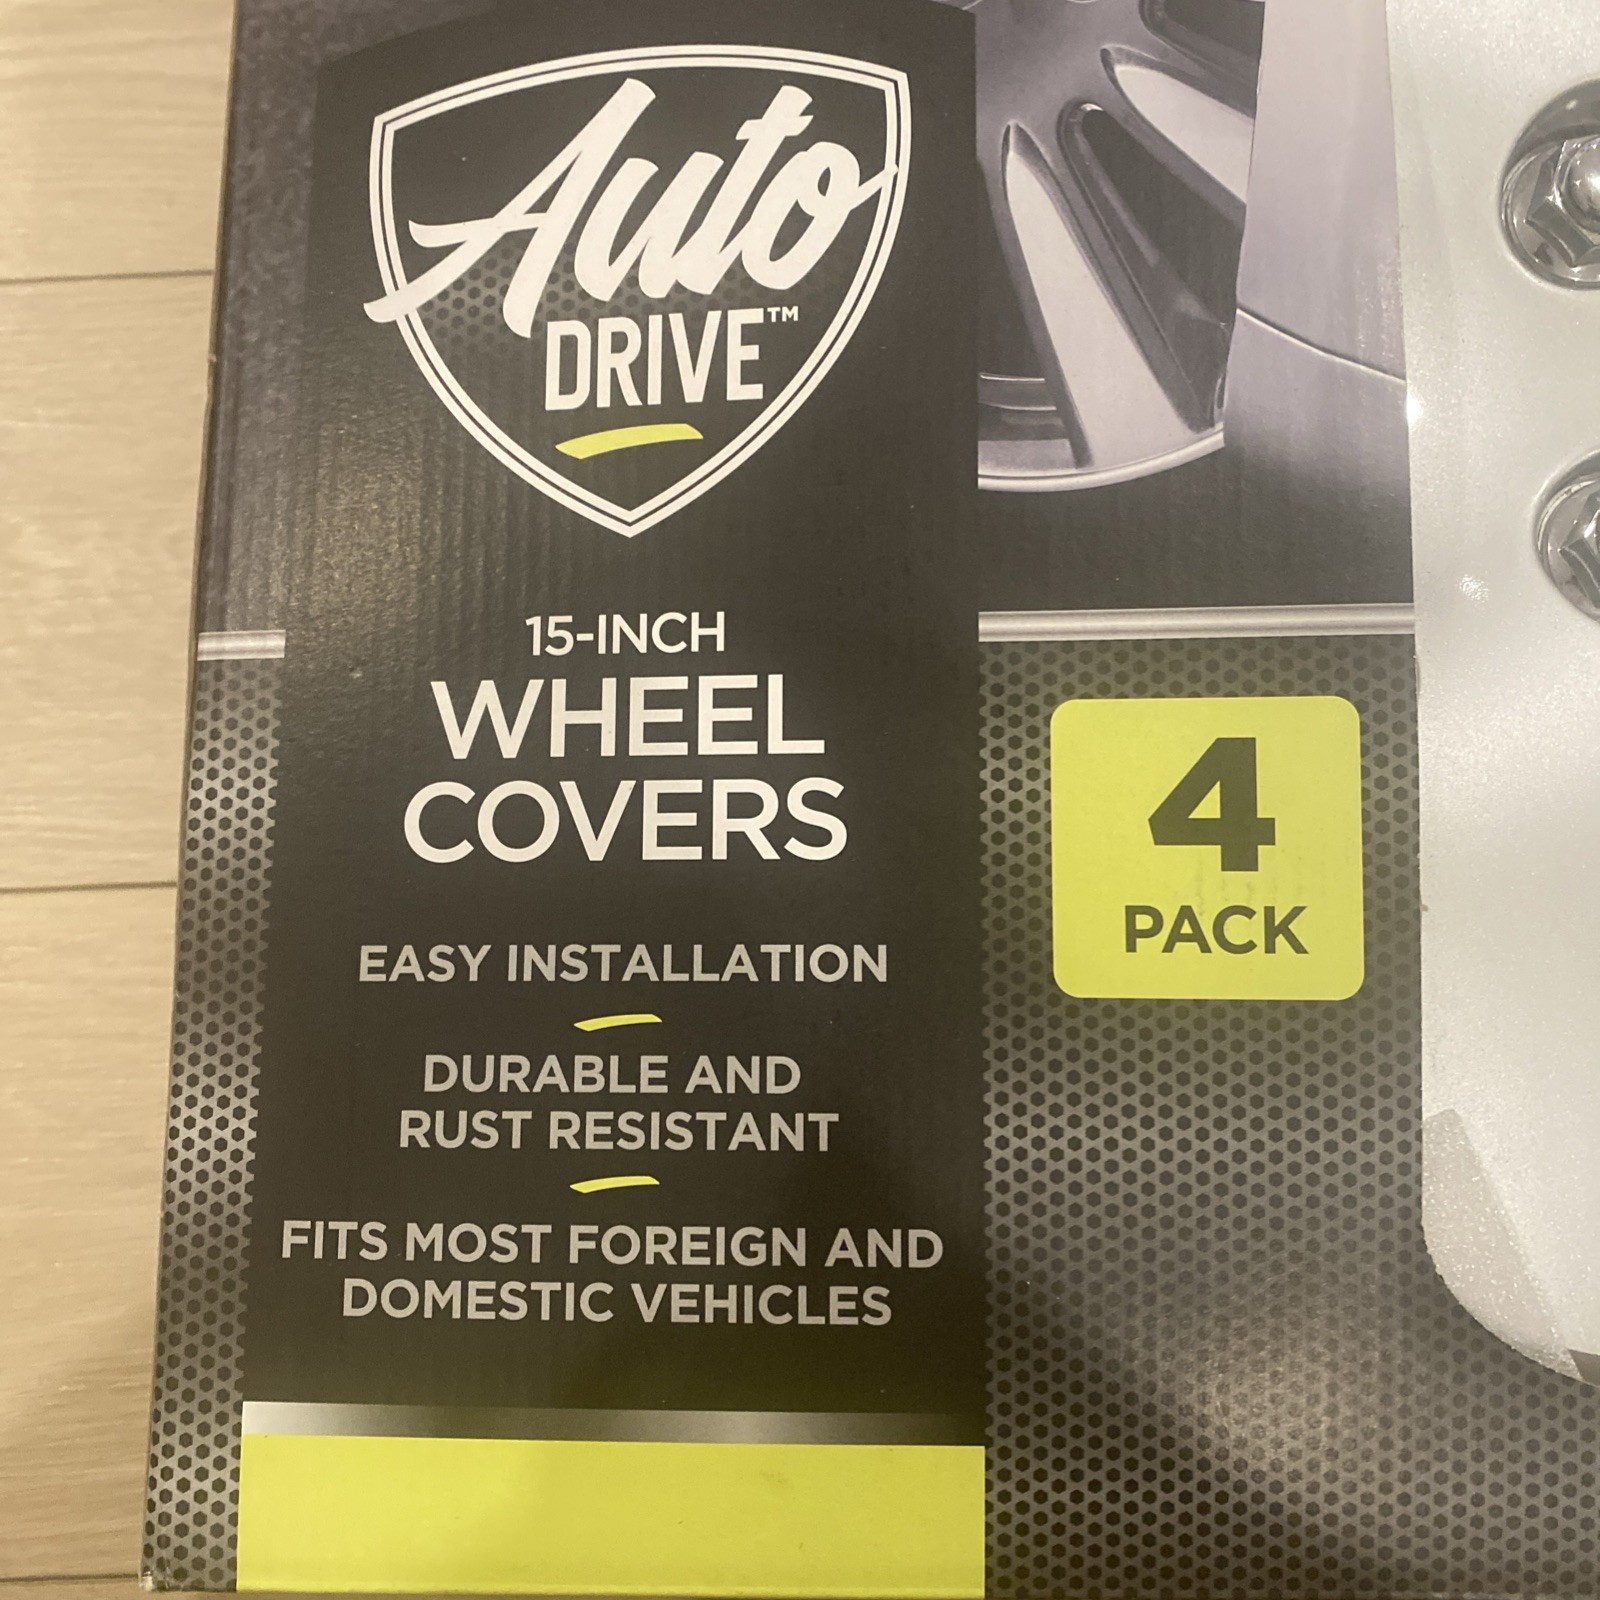 Auto
DRIVE™
15-INCH
WHEEL
COVERS
4
PACK
EASY INSTALLATION
DURABLE AND
RUST RESISTANT
FITS MOST FOREIGN AND
DOMESTIC VEHICLES